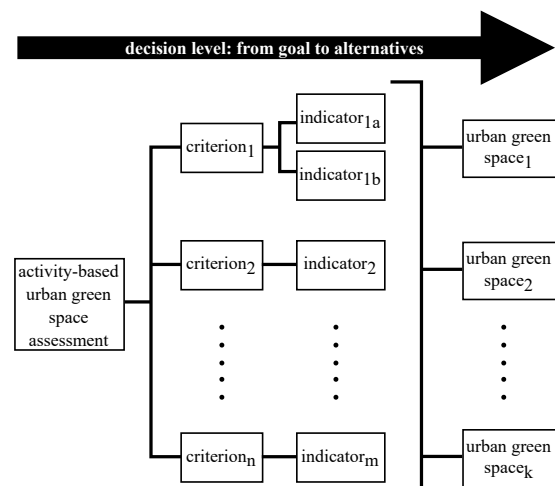 decision level: from goal to alternatives
activity-based
urban green
space
assessment
criterion1
indicator1a
indicator1b
criterion2
indicator2
criterionn
indicatorm
urban green
space1
urban green
space2
urban green
spacek